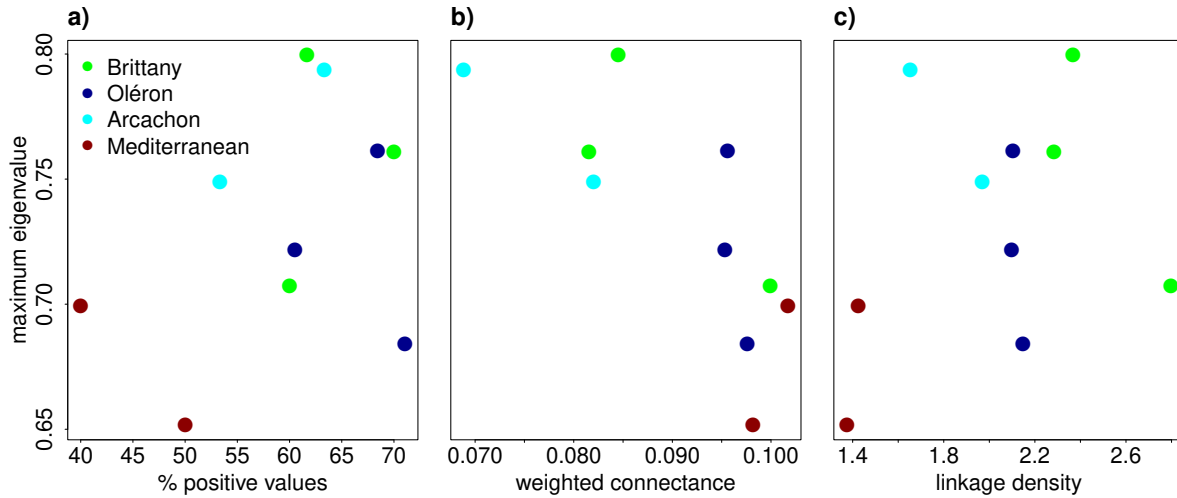 a) b) c)
maximum eigenvalue
0.80
0.75
0.70
0.65
Brittany
Oléron
Arcachon
Mediterranean
40 45 50 55 60 65 70
% positive values
0.070 0.080 0.090 0.100
weighted connectance
1.4 1.8 2.2 2.6
linkage density